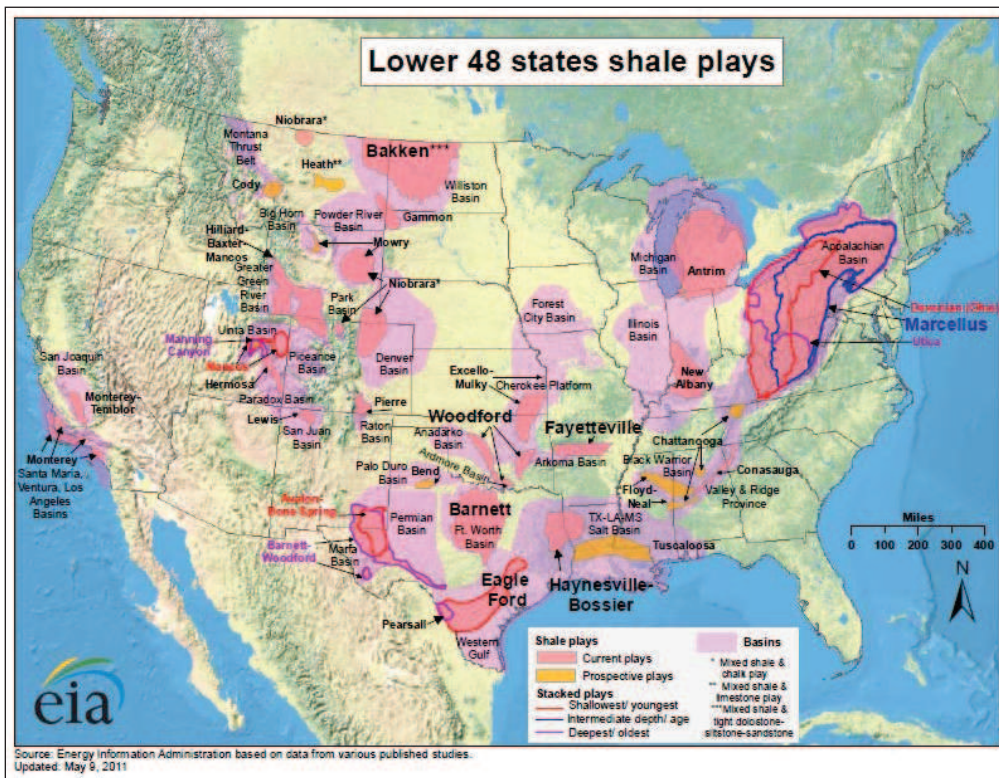 Lower 48 states shale plays
Niobrara*
Montana
Thrust
Belt
Bakken***
Heath**
Cody
Williston
Basin
Big Horn
Basin
Powder River
Basin
Gammon
Hilliard-
Baxter-
Mancos
Mowry
Greater
Green
River
Basin
Park
Basin
Niobrara*
Michigan
Basin
Antrim
Appalachian
Basin
Marcellus
Utica
Forest
City Basin
Illinois
Basin
Uinta Basin
Manning
Canyon
Mancos
Piceance
Basin
Denver
Basin
Hermosa
Paradox Basin
Lewis
San Juan
Basin
Pierre
Raton
Basin
San Joaquin
Basin
Monterey-
Temblor
Monterey
Santa Maria,
Ventura, Los
Angeles
Basins
Excello-
Mulky
Cherokee Platform
New
Albany
Woodford
Anadarko
Basin
Ardmore Basin
Fayetteville
Arkoma Basin
Chattanooga
Black Warrior
Basin
Conasauga
Floyd-
Neal
Valley & Ridge
Province
Palo Duro
Basin
Bend
Avalon-
Bone Spring
Permian
Basin
Barnett
Ft. Worth
Basin
TX-LA-MS
Salt Basin
Tuscaloosa
Barnett-
Woodford
Marfa
Basin
Eagle
Ford
Haynesville-
Bossier
Pearsall
Western
Gulf
Miles
0 100 200 300 400
N
Shale plays
Current plays
Prospective plays
Stacked plays
Shallowest/ youngest
Intermediate depth/ age
Deepest/ oldest
Basins
* Mixed shale &
chalk play
** Mixed shale &
limestone play
***Mixed shale &
tight dolostone-
siltstone-sandstone
eia
Source: Energy Information Administration based on data from various published studies.
Updated: May 9, 2011